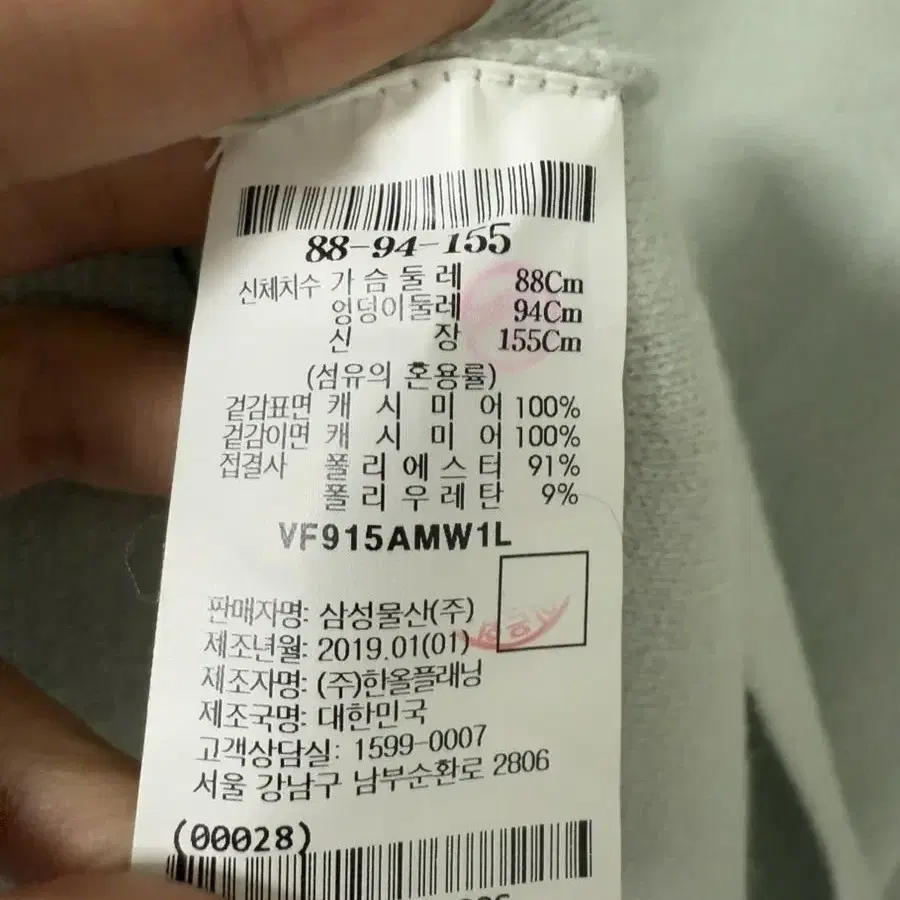 88-94-155
신체치수 가슴둘레 88Cm
엉덩이둘레 94Cm
신장 155Cm
(섬유의 혼용률)
겉감표면 캐시미어 100%
겉감이면 캐시미어 100%
접결사 폴리에스터 91%
폴리우레탄 9%
VF915AMW1L
판매자명: 삼성물산(주)
제조년월: 2019.01(01)
제조자명: (주)한올플래닝
제조국명: 대한민국
고객상담실: 1599-0007
서울 강남구 남부순환로 2806
(00028)